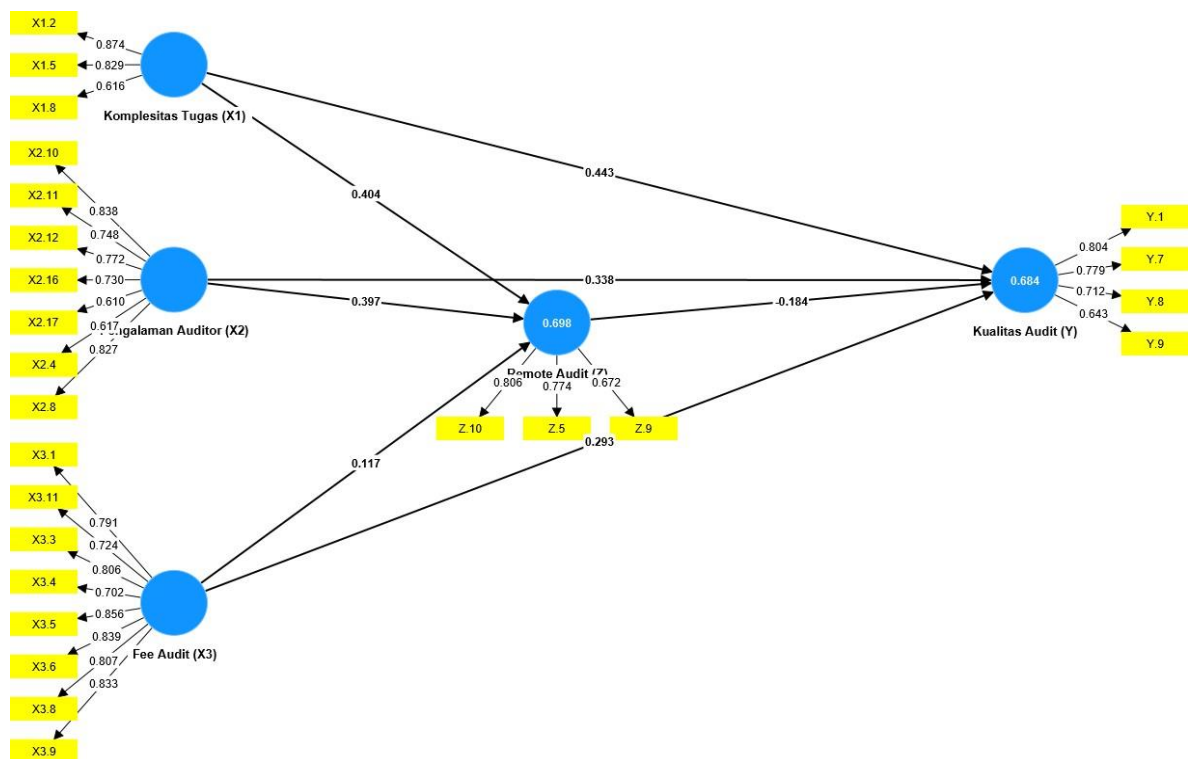 X1.2
0.874
X1.5
0.829
X1.8
0.616
Komplesitas Tugas (X1)
X2.10
0.838
X2.11
0.748
X2.12
0.772
X2.16
0.730
X2.17
0.610
X2.4
0.617
X2.8
0.827
Auditor (X2)
X3.1
0.791
X3.11
0.724
X3.3
0.806
X3.4
0.702
X3.5
0.856
X3.6
0.839
X3.8
0.807
X3.9
0.833
Fee Audit (X3)
0.404
0.443
0.397
0.338
0.117
0.293
-0.184
0.698
Remote Audit (Z)
0.806
0.774
0.672
Z.10
Z.5
Z.9
0.684
Kualitas Audit (Y)
0.804
Y.1
0.779
Y.7
0.712
Y.8
0.643
Y.9